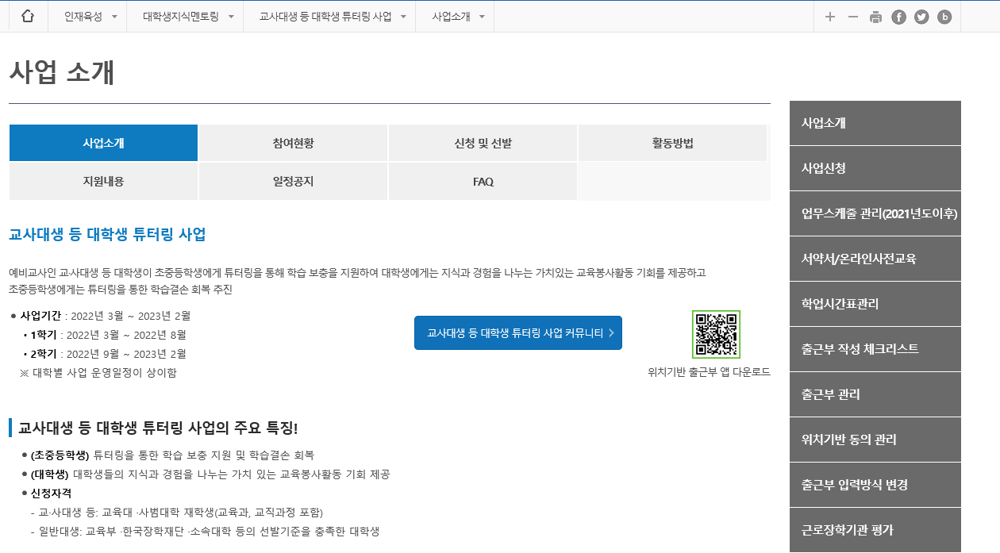 인재육성
대학생지식멘토링
교사대생 등 대학생 튜터링 사업
사업소개
사업 소개
사업소개
참여현황
신청 및 선발
활동방법
지원내용
일정공지
FAQ
교사대생 등 대학생 튜터링 사업
예비교사인 교·사대생 등 대학생이 초중등학생에게 튜터링을 통해 학습 보충을 지원하여 대학생에게는 지식과 경험을 나누는 가치있는 교육봉사활동 기회를 제공하고
초중등학생에게는 튜터링을 통한 학습결손 회복 추진
● 사업기간 : 2022년 3월 ~ 2023년 2월
• 1학기 : 2022년 3월 ~ 2022년 8월
• 2학기 : 2022년 9월 ~ 2023년 2월
※ 대학별 사업 운영일정이 상이함
교사대생 등 대학생 튜터링 사업 커뮤니티 >
위치기반 출근부 앱 다운로드
교사대생 등 대학생 튜터링 사업의 주요 특징!
● (초중등학생) 튜터링을 통한 학습 보충 지원 및 학습결손 회복
● (대학생) 대학생들의 지식과 경험을 나누는 가치 있는 교육봉사활동 기회 제공
● 신청자격
- 교·사대생 등: 교육대 ·사범대학 재학생(교육과, 교직과정 포함)
- 일반대생: 교육부 ·한국장학재단 ·소속대학 등의 선발기준을 충족한 대학생
사업소개
사업신청
업무스케줄 관리(2021년도이후)
서약서/온라인사전교육
학업시간표관리
출근부 작성 체크리스트
출근부 관리
위치기반 동의 관리
출근부 입력방식 변경
근로장학기관 평가